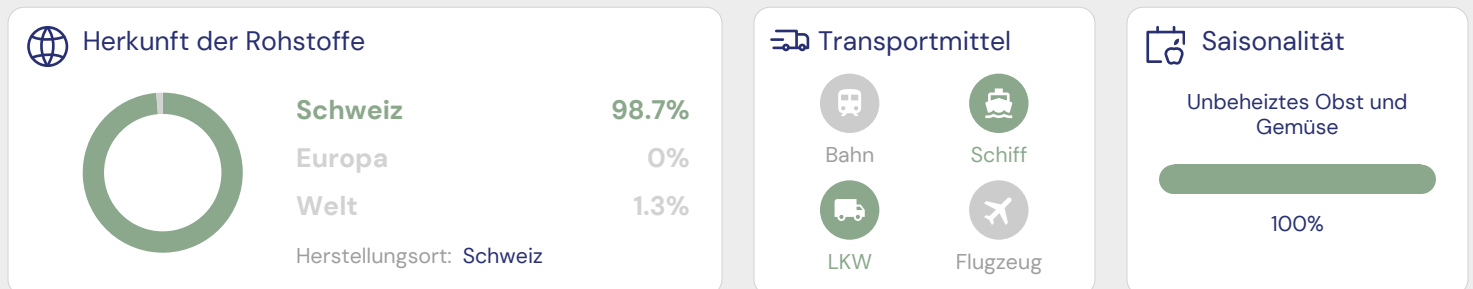 Herkunft der Rohstoffe
Schweiz 98.7%
Europa 0%
Welt 1.3%
Herstellungsort: Schweiz
Transportmittel
Bahn Schiff
LKW Flugzeug
Saisonalität
Unbeheiztes Obst und
Gemüse
100%